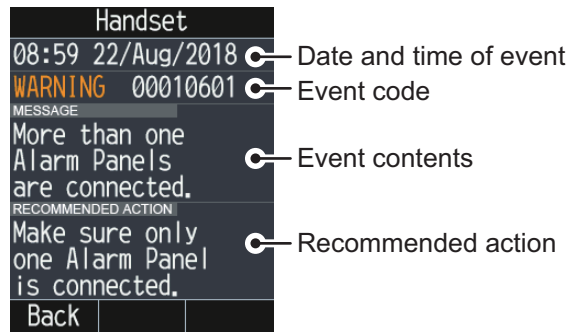 Handset
08:59 22/Aug/2018
Date and time of event
WARNING 00010601
Event code
MESSAGE
More than one
Alarm Panels
are connected.
Event contents
RECOMMENDED ACTION
Make sure only
one Alarm Panel
is connected.
Recommended action
Back